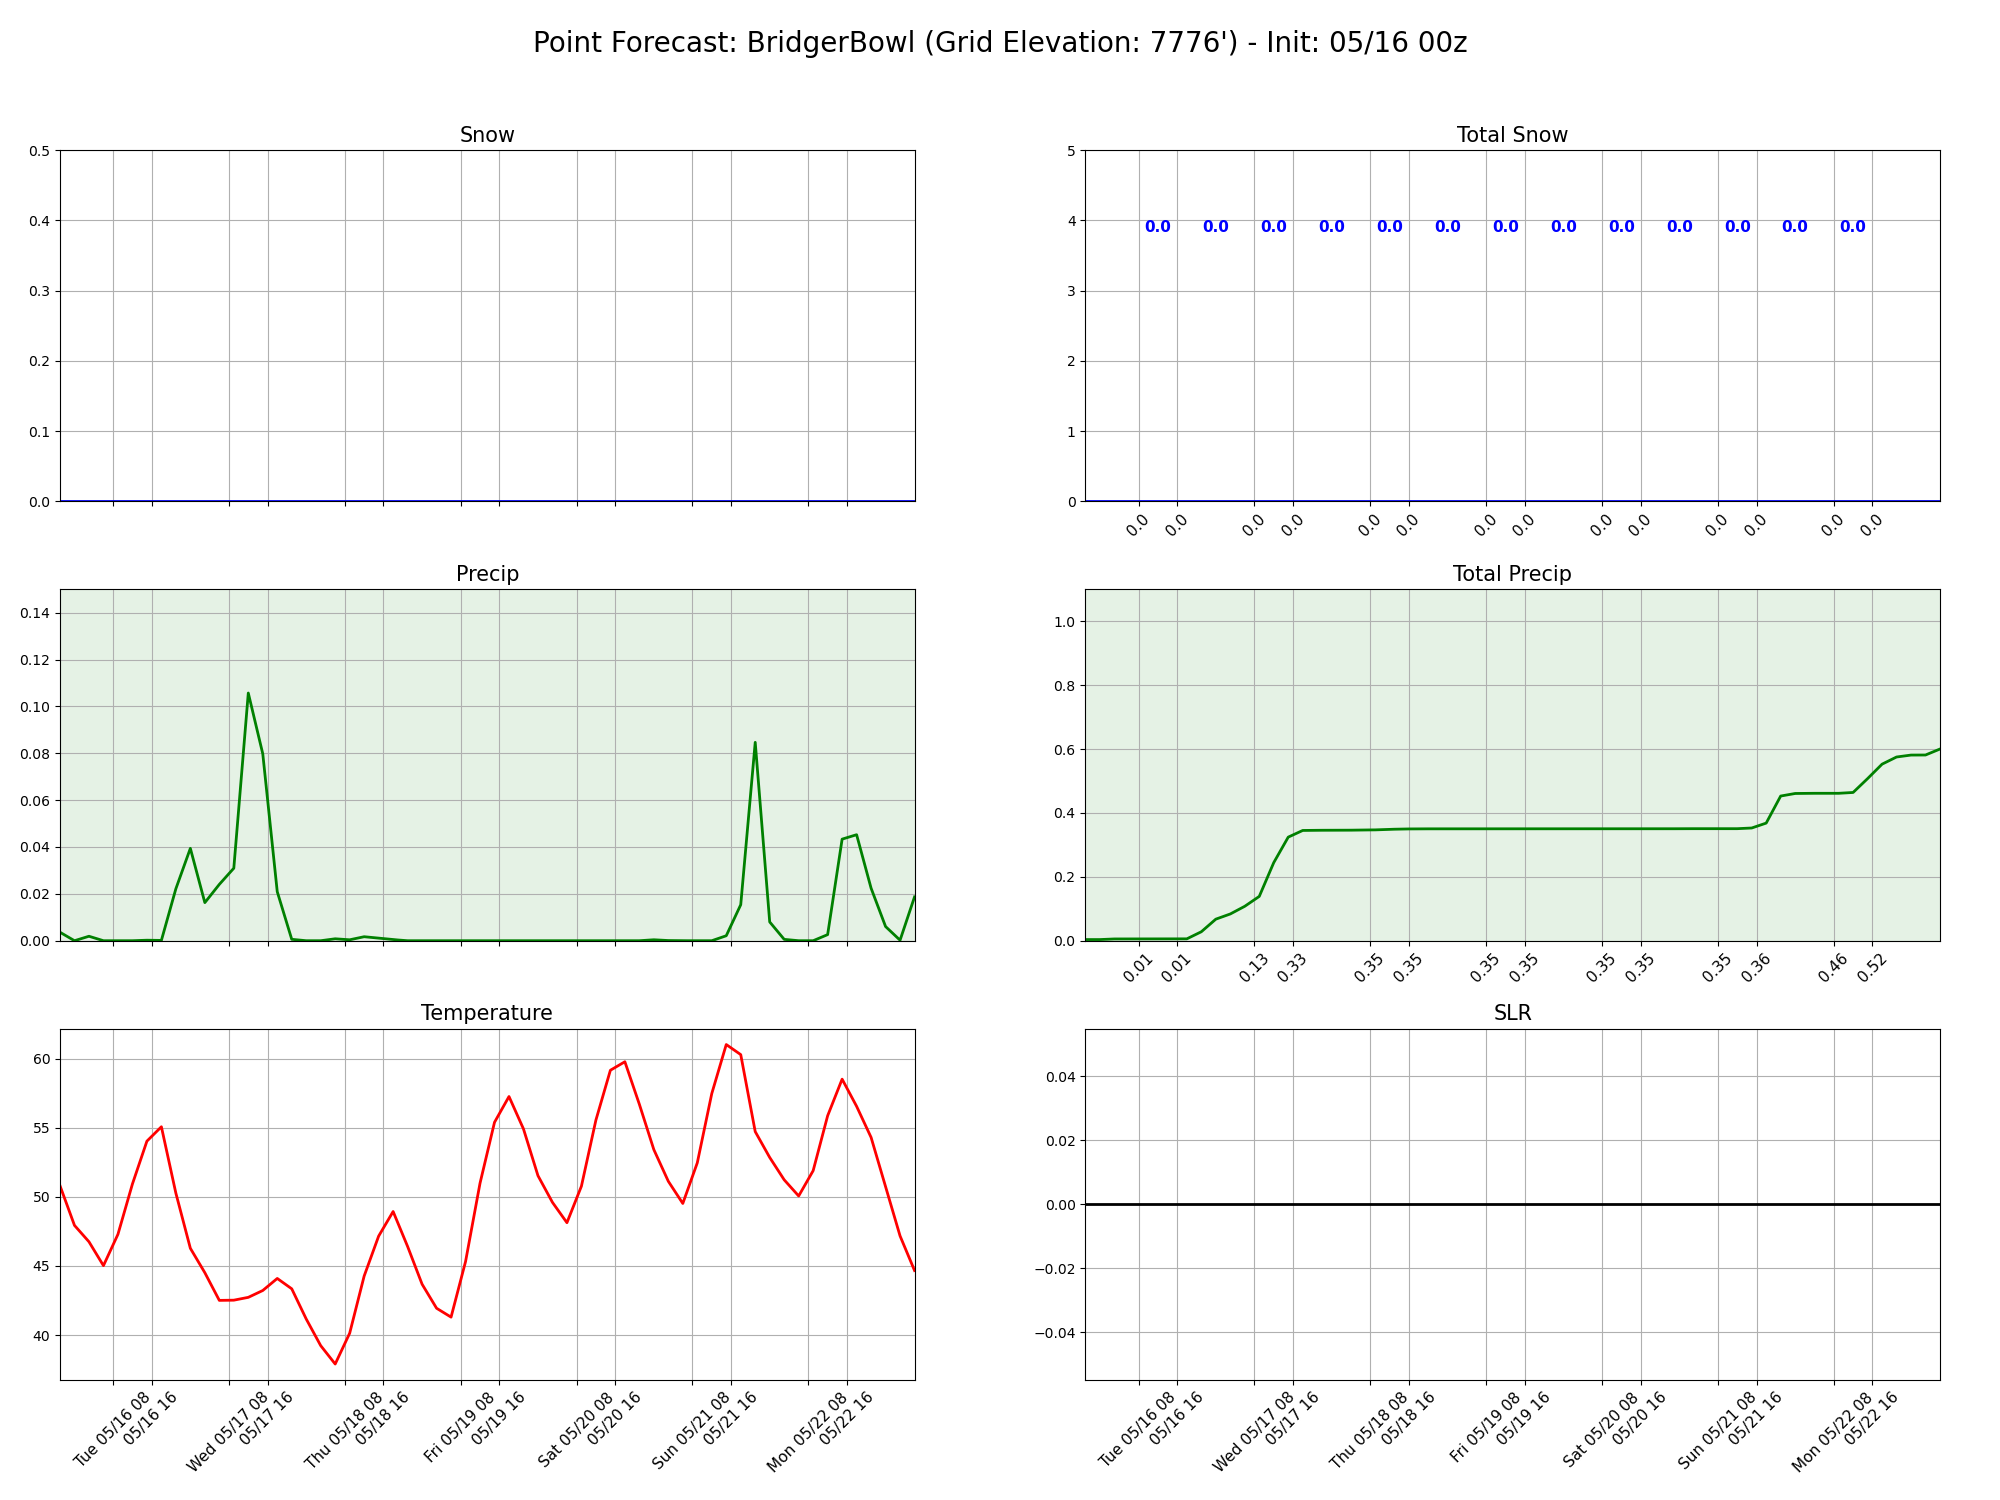 Point Forecast: BridgerBowl (Grid Elevation: 7776') - Init: 05/16 00z
Snow
0.5
0.4
0.3
0.2
0.1
0.0
Total Snow
5
4
3
2
1
0
0.0 0.0 0.0 0.0 0.0 0.0 0.0 0.0 0.0 0.0 0.0 0.0 0.0
0.0 0.0 0.0 0.0 0.0 0.0 0.0 0.0 0.0 0.0 0.0 0.0 0.0 0.0
Precip
0.14
0.12
0.10
0.08
0.06
0.04
0.02
0.00
Total Precip
1.0
0.8
0.6
0.4
0.2
0.0
0.01 0.01 0.13 0.33 0.35 0.35 0.35 0.35 0.35 0.35 0.35 0.36 0.46 0.52
Temperature
60
55
50
45
40
Tue 05/16 08
05/16 16
Wed 05/17 08
05/17 16
Thu 05/18 08
05/18 16
Fri 05/19 08
05/19 16
Sat 05/20 08
05/20 16
Sun 05/21 08
05/21 16
Mon 05/22 08
05/22 16
SLR
0.04
0.02
0.00
−0.02
−0.04
Tue 05/16 08
05/16 16
Wed 05/17 08
05/17 16
Thu 05/18 08
05/18 16
Fri 05/19 08
05/19 16
Sat 05/20 08
05/20 16
Sun 05/21 08
05/21 16
Mon 05/22 08
05/22 16